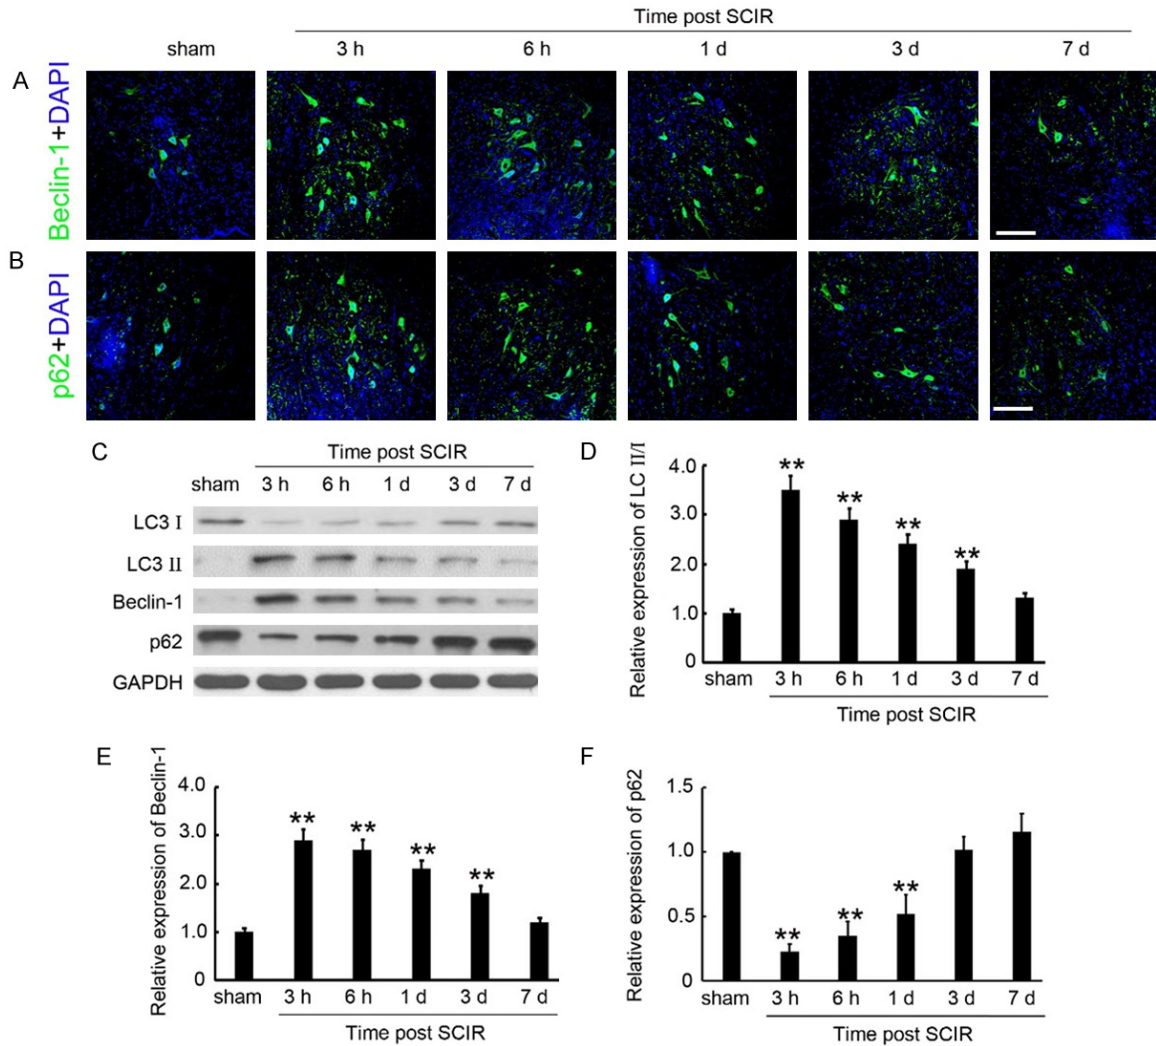 Time post SCIR
sham 3 h 6 h 1 d 3 d 7 d
A
Beclin-1+DAPI
B
p62+DAPI
C
Time post SCIR
sham 3 h 6 h 1 d 3 d 7 d
LC3 I
LC3 II
Beclin-1
p62
GAPDH
D
Relative expression of LC II/I
4.0
3.0
2.0
1.0
0
** ** ** **
sham 3 h 6 h 1 d 3 d 7 d
Time post SCIR
E
Relative expression of Beclin-1
4.0
3.0
2.0
1.0
0
** ** ** **
sham 3 h 6 h 1 d 3 d 7 d
Time post SCIR
F
Relative expression of p62
1.5
1.0
0.5
0
** ** **
sham 3 h 6 h 1 d 3 d 7 d
Time post SCIR